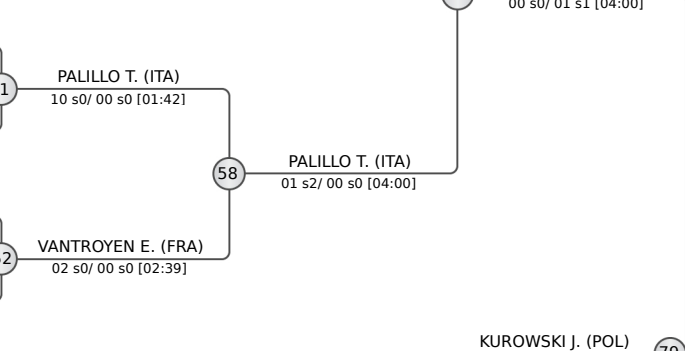 00 s0/ 01 s1 [04:00]
PALILLO T. (ITA)
10 s0/ 00 s0 [01:42]
58
PALILLO T. (ITA)
01 s2/ 00 s0 [04:00]
VANTROYEN E. (FRA)
02 s0/ 00 s0 [02:39]
KUROWSKI J. (POL)